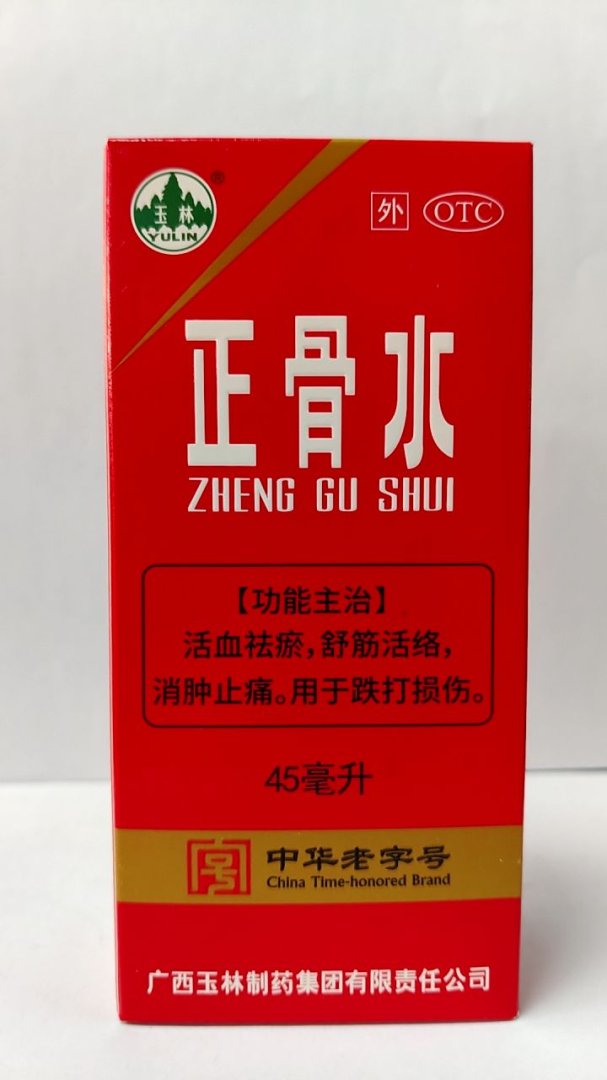 玉林
YULIN
®
外
OTC
正骨水
ZHENG GU SHUI
【功能主治】
活血祛瘀，舒筋活络，
消肿止痛。用于跌打损伤。
45毫升
中华老字号
China Time-honored Brand
广西玉林制药集团有限责任公司